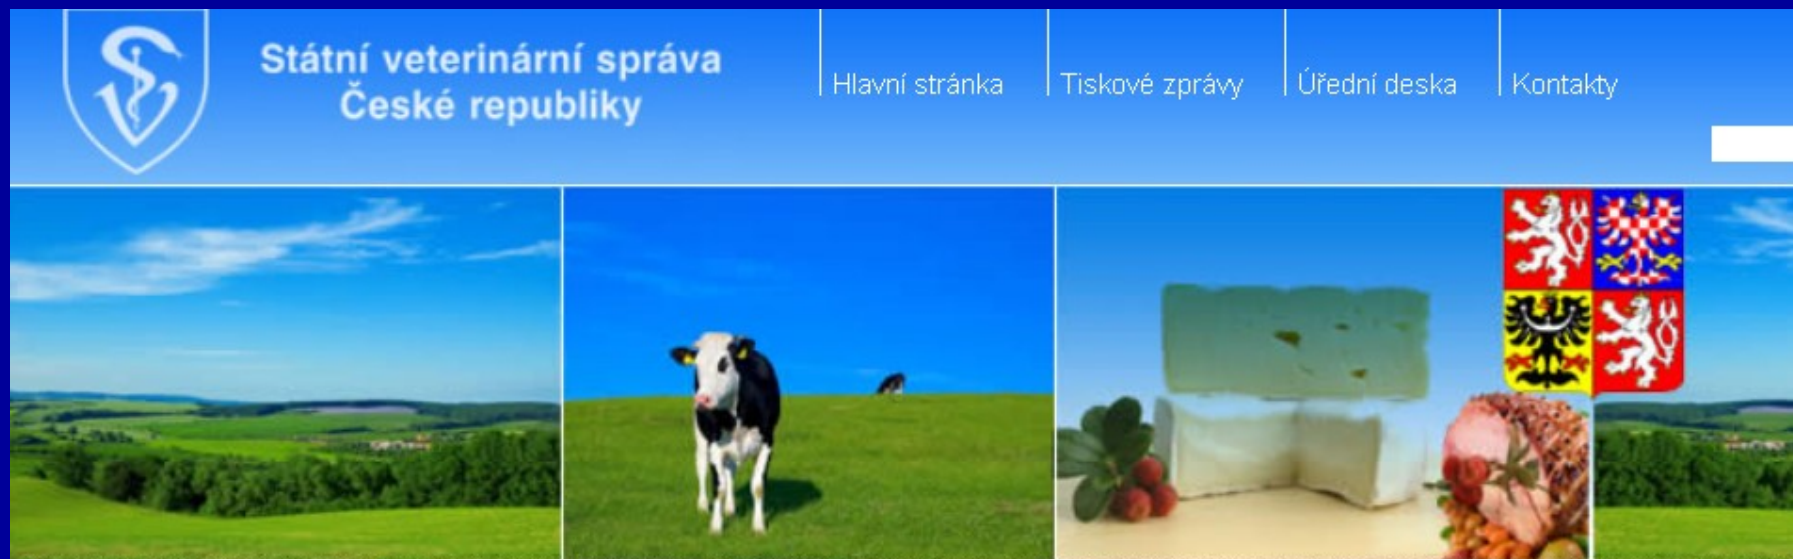 Státní veterinární správa
České republiky
Hlavní stránka
Tiskové zprávy
Úřední deska
Kontakty